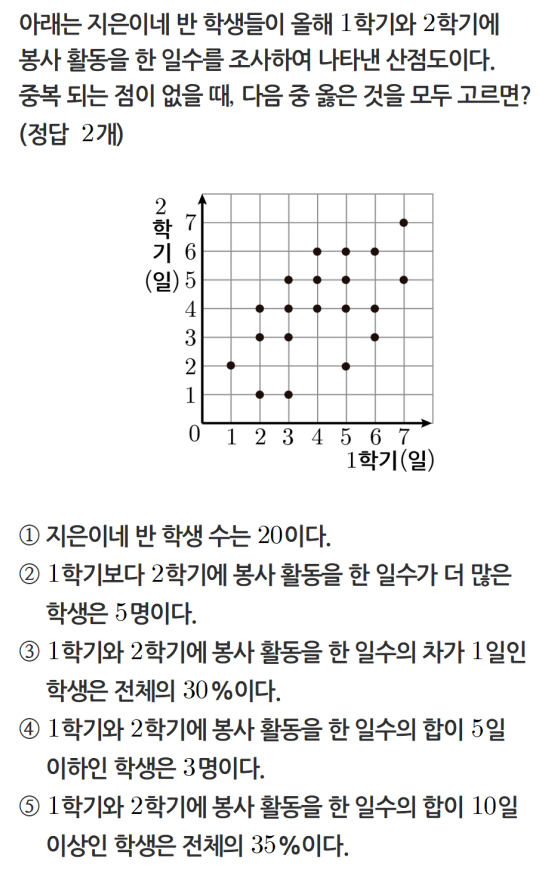 아래는 지은이네 반 학생들이 올해 1학기와 2학기에
봉사 활동을 한 일수를 조사하여 나타낸 산점도이다.
중복 되는 점이 없을 때, 다음 중 옳은 것을 모두 고르면?
(정답 2개)
2
학
기
(일)
7
6
5
4
3
2
1
0 1 2 3 4 5 6 7
1학기(일)
① 지은이네 반 학생 수는 20이다.
② 1학기보다 2학기에 봉사 활동을 한 일수가 더 많은
학생은 5명이다.
③ 1학기와 2학기에 봉사 활동을 한 일수의 차가 1일인
학생은 전체의 30%이다.
④ 1학기와 2학기에 봉사 활동을 한 일수의 합이 5일
이하인 학생은 3명이다.
⑤ 1학기와 2학기에 봉사 활동을 한 일수의 합이 10일
이상인 학생은 전체의 35%이다.